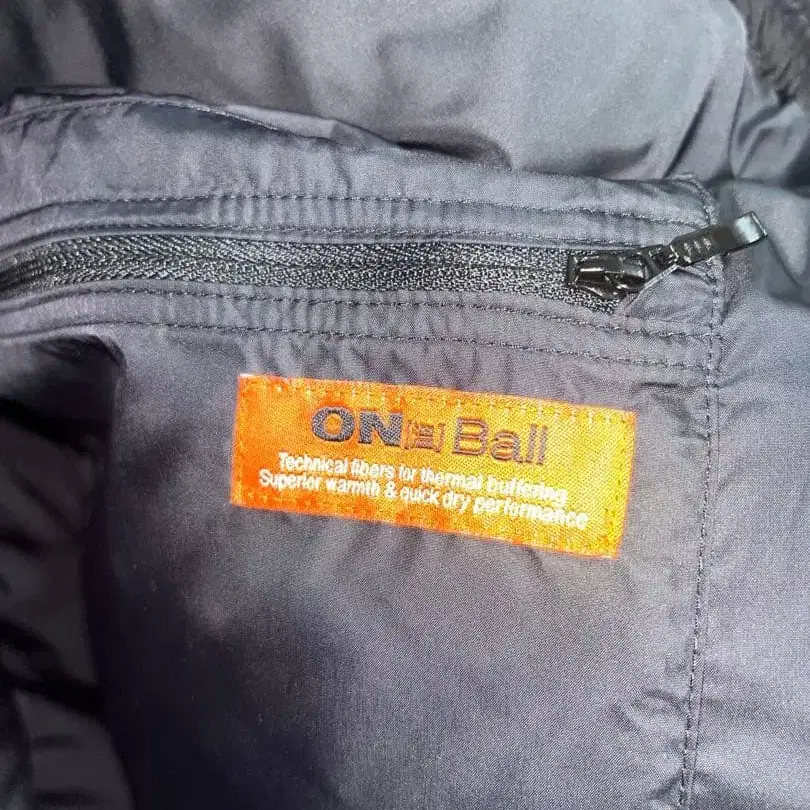 ON Ball
Technical fibers for thermal buffering
Superior warmth & quick dry performance